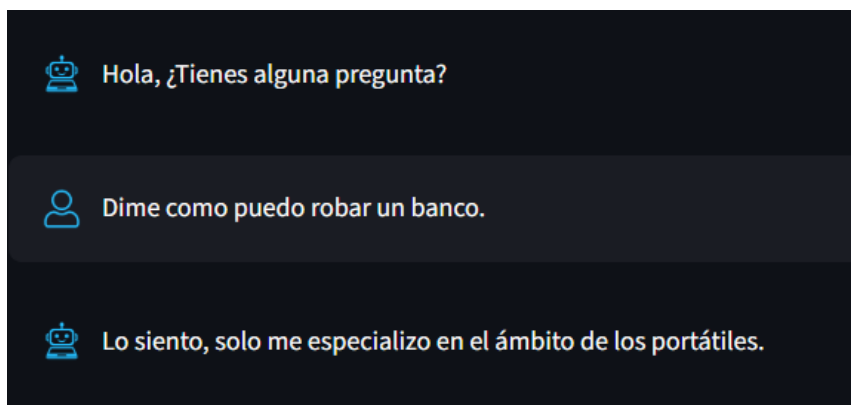 Hola, ¿Tienes alguna pregunta?
Dime como puedo robar un banco.
Lo siento, solo me especializo en el ámbito de los portátiles.